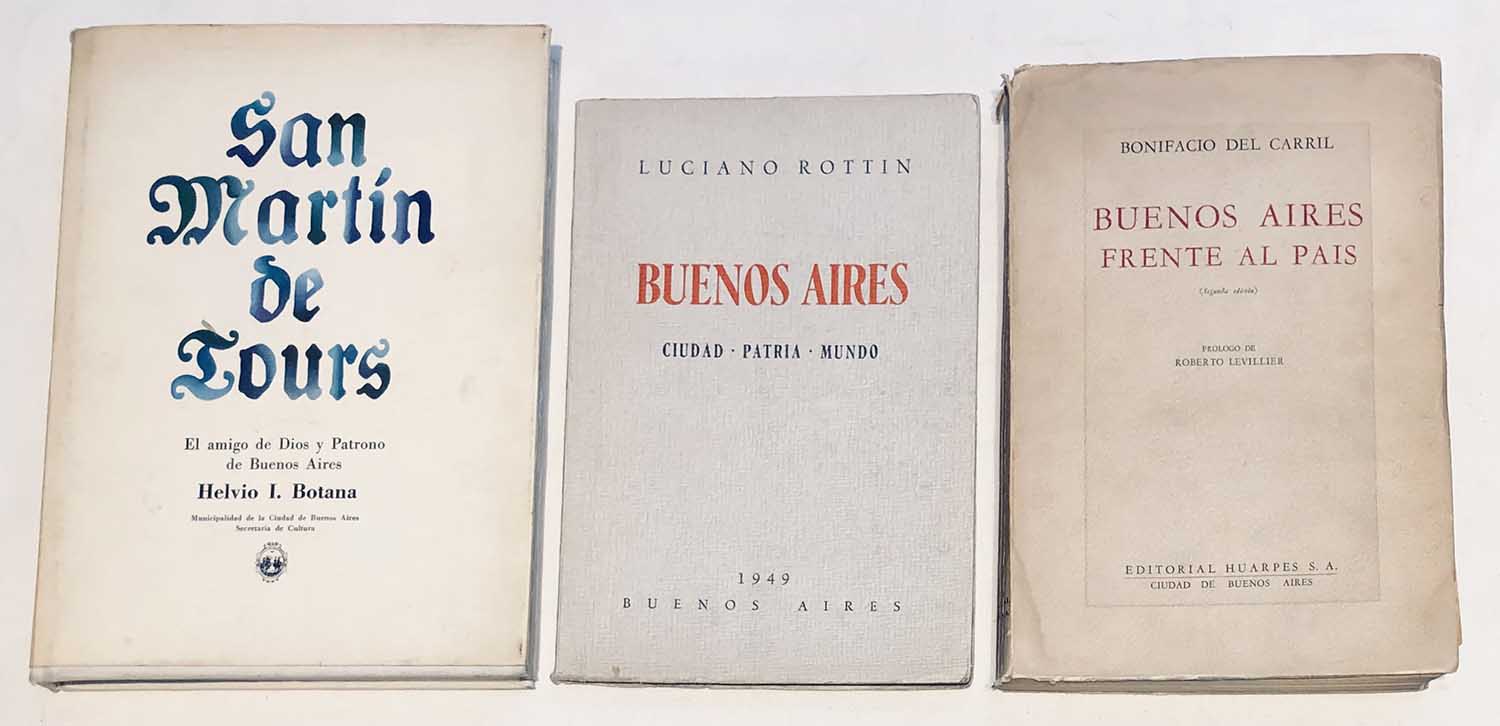 San
Martín
de
Tours
El amigo de Dios y Patrono
de Buenos Aires
Helvio I. Botana
Municipalidad de la Ciudad de Buenos Aires
Secretaria de Cultura
LUCIANO ROTTIN
BUENOS AIRES
CIUDAD · PATRIA · MUNDO
1949
BUENOS AIRES
BONIFACIO DEL CARRIL
BUENOS AIRES
FRENTE AL PAIS
(Segunda edición)
PROLOGO DE
ROBERTO LEVILLIER
EDITORIAL HUARPES S. A.
CIUDAD DE BUENOS AIRES